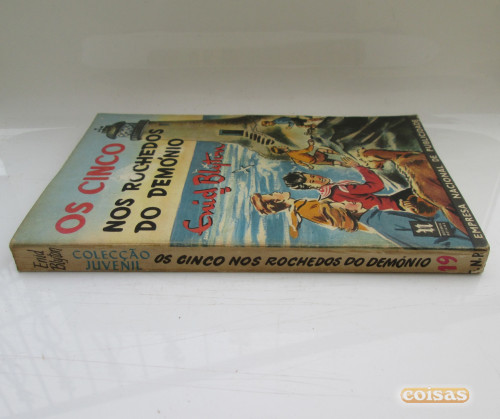 OS CINCO
NOS ROCHEDOS
DO DEMÓNIO
Enid Blyton
EMPRESA NACIONAL DE PUBLICIDADE
Enid
Blyton
COLECÇÃO
JUVENIL
OS CINCO NOS ROCHEDOS DO DEMÓNIO
19
E.N.P.
coisas